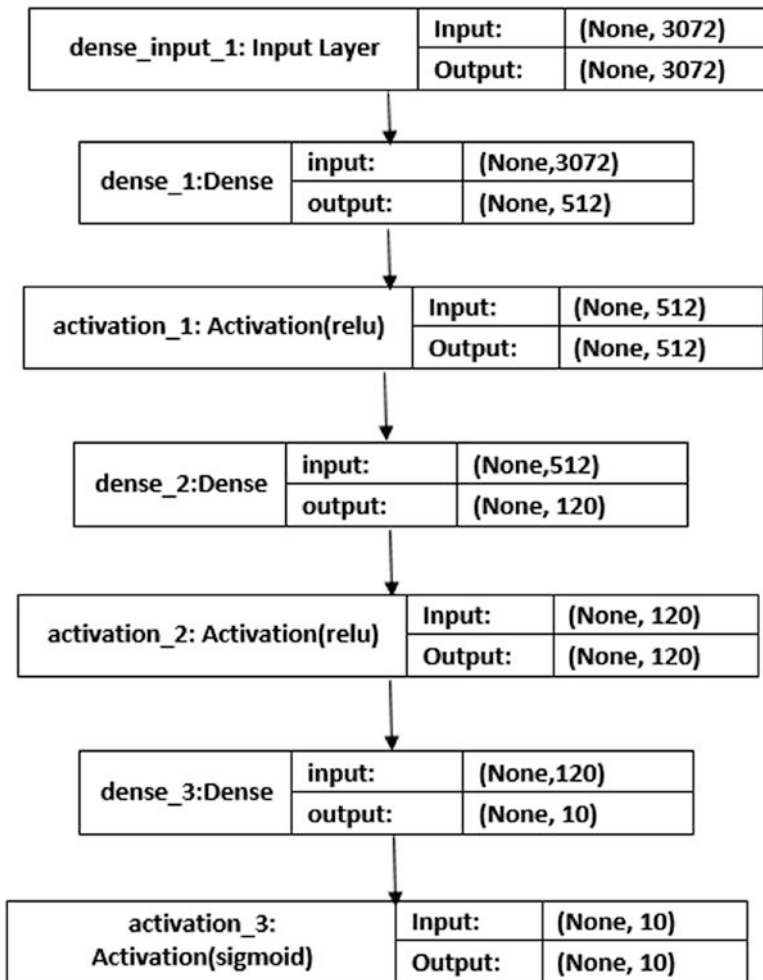 dense_input_1: Input Layer
Input: (None, 3072)
Output: (None, 3072)
dense_1:Dense
input: (None,3072)
output: (None, 512)
activation_1: Activation(relu)
Input: (None, 512)
Output: (None, 512)
dense_2:Dense
input: (None,512)
output: (None, 120)
activation_2: Activation(relu)
Input: (None, 120)
Output: (None, 120)
dense_3:Dense
input: (None,120)
output: (None, 10)
activation_3:
Activation(sigmoid)
Input: (None, 10)
Output: (None, 10)